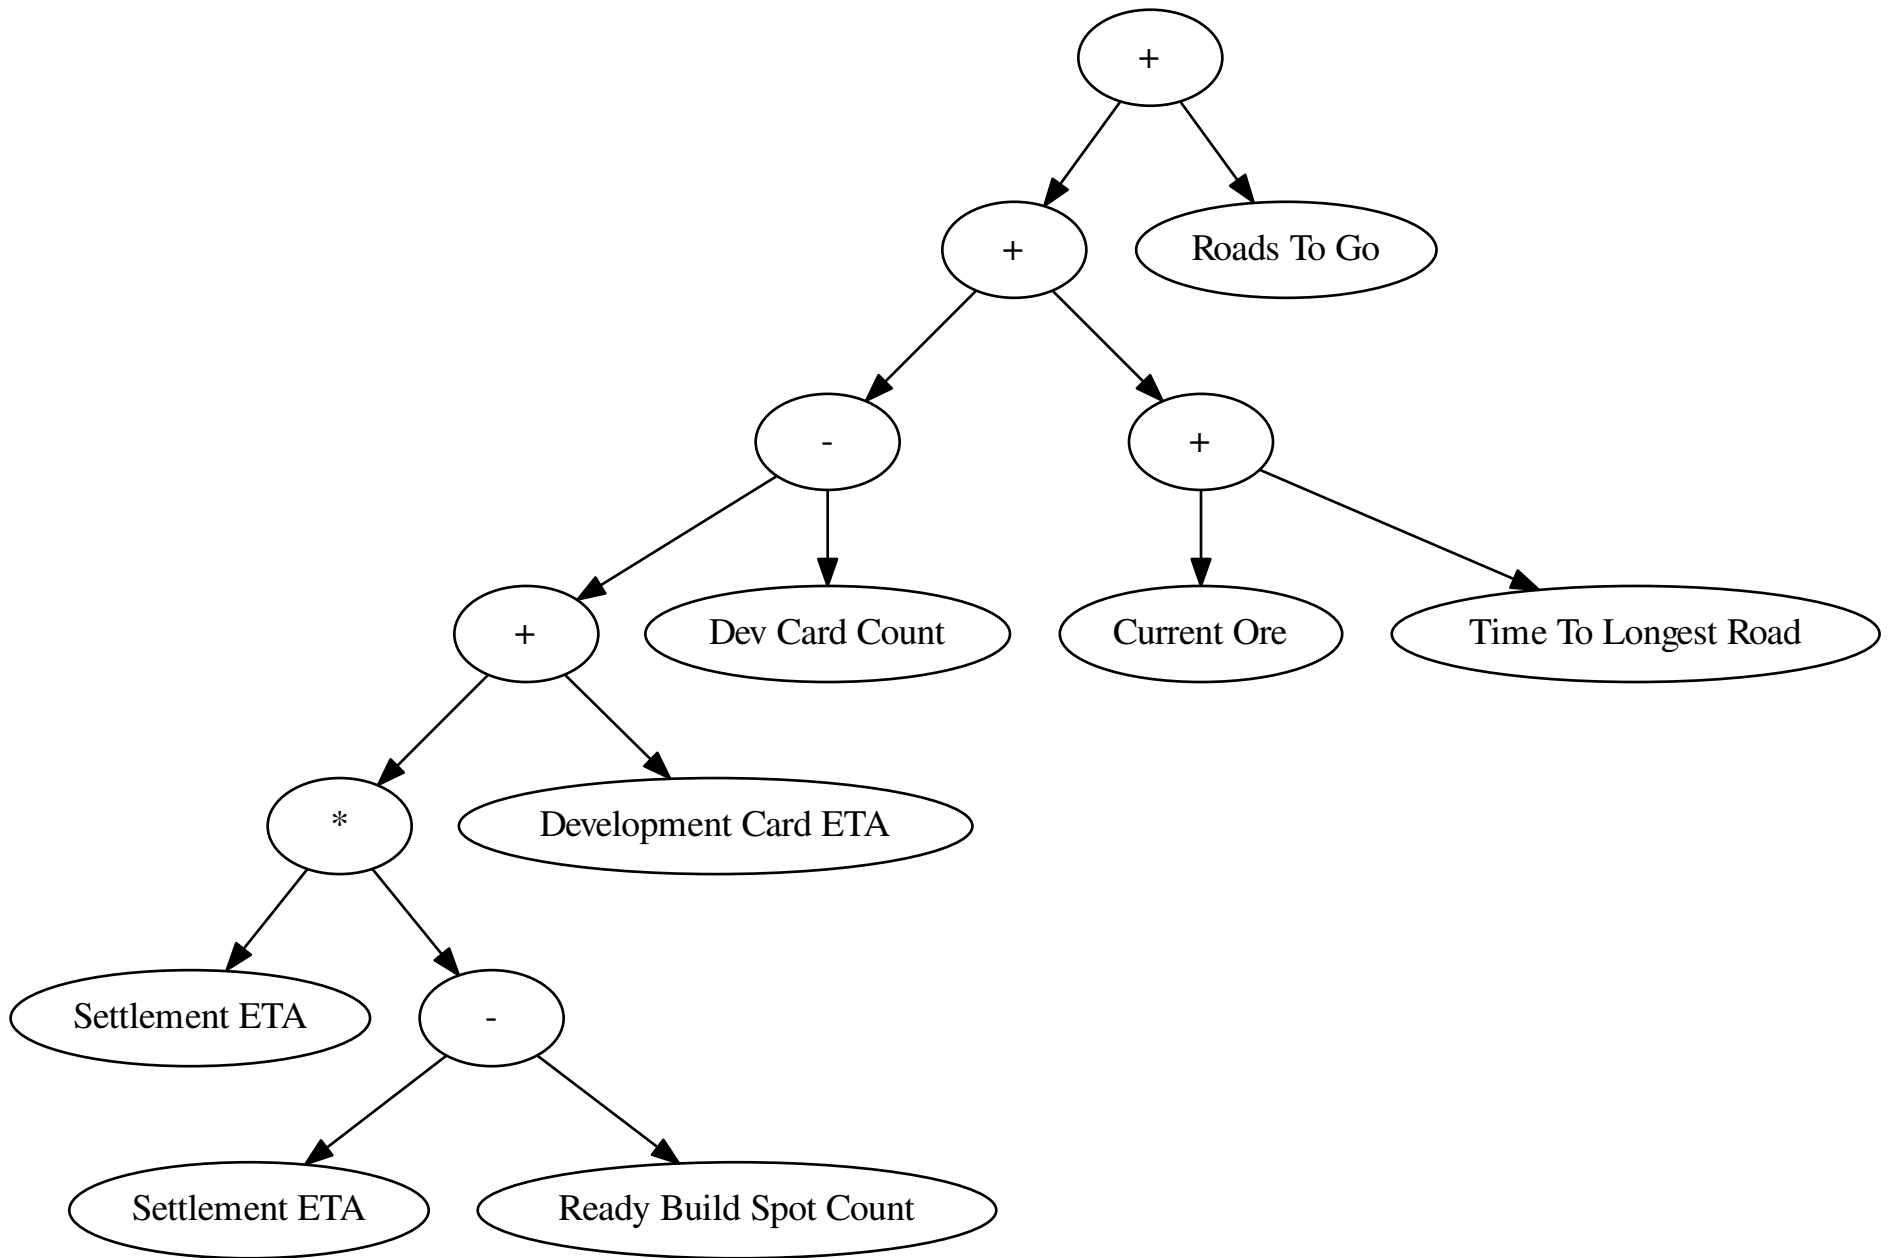 +
+
Roads To Go
-
+
+
Dev Card Count
Current Ore
Time To Longest Road
*
Development Card ETA
Settlement ETA
-
Settlement ETA
Ready Build Spot Count